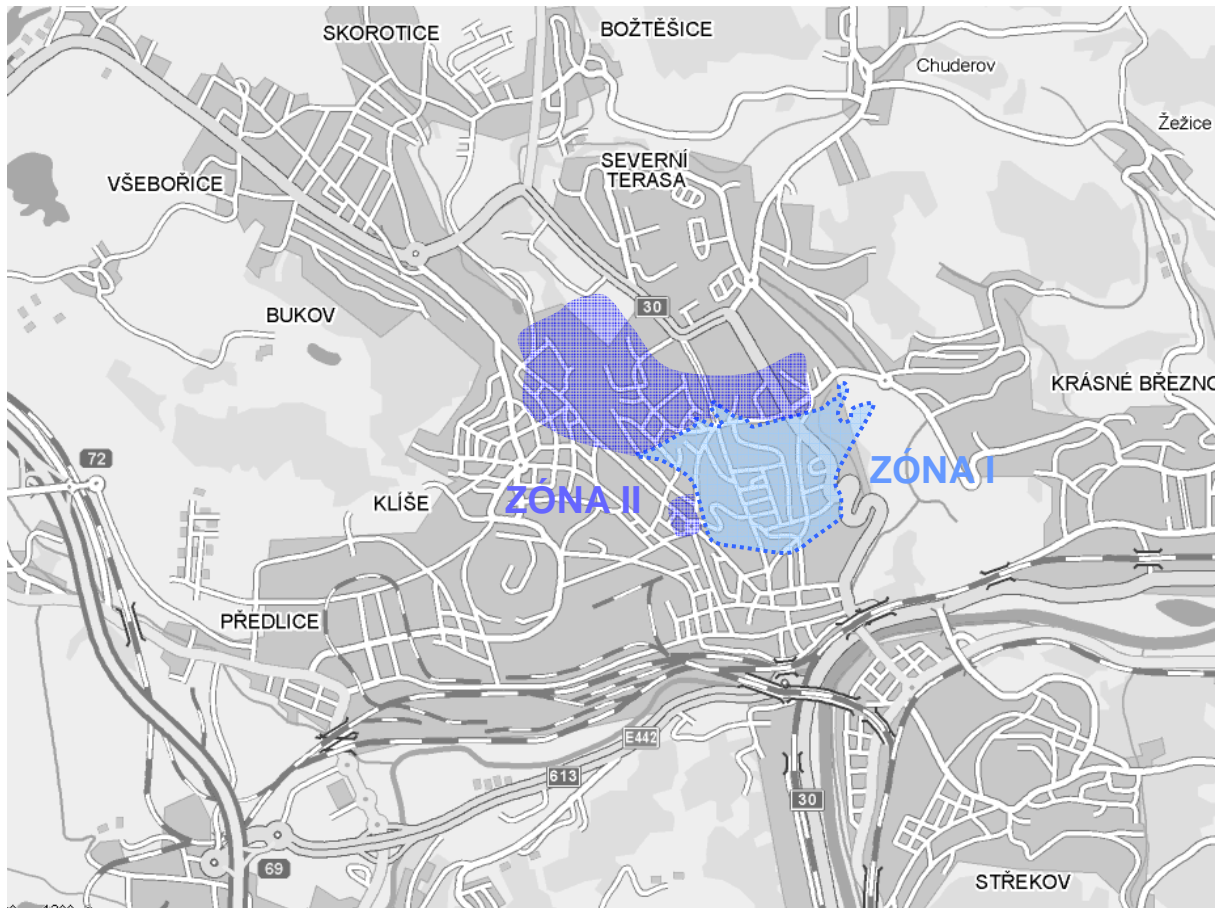 SKOROTICE
BOŽTĚŠICE
Chuderov
Žežice
SEVERNÍ
TERASA
VŠEBOŘICE
30
BUKOV
KRÁSNÉ BŘEZNO
72
ZÓNA I
ZÓNA II
KLÍŠE
PŘEDLICE
E442
613
30
69
STŘEKOV